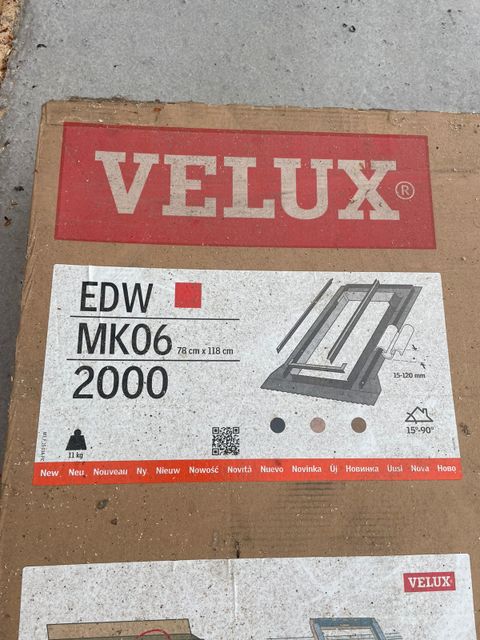 VELUX®
EDW
MK06 78 cm x 118 cm
2000
15-120 mm
15°-90°
11 kg
New Neu Nouveau Ny Nieuw Nowość Novità Nuevo Novinka Új Новинка Uusi Nova Ново
VELUX